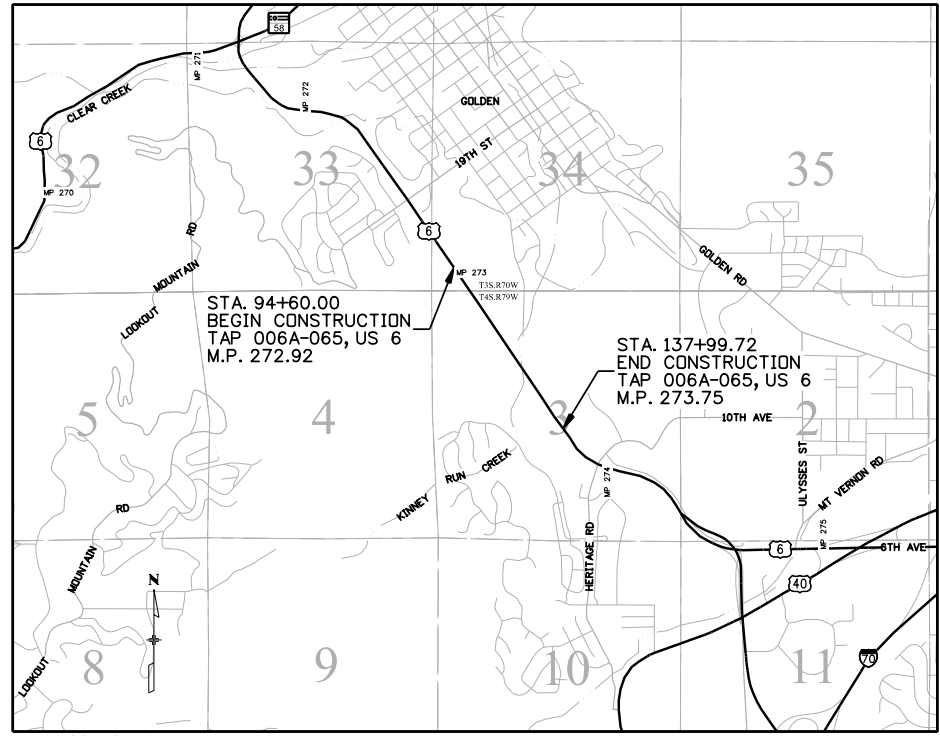 58
MP 271
MP 272
CLEAR CREEK
GOLDEN
6
19TH ST
32
33
34
35
MP 270
RD
6
GOLDEN RD
MOUNTAIN
MP 273
T3S.R70W
T4S.R79W
LOOKOUT
STA. 94+60.00
BEGIN CONSTRUCTION
TAP 006A-065, US 6
M.P. 272.92
STA. 137+99.72
END CONSTRUCTION
TAP 006A-065, US 6
M.P. 273.75
5
4
3
10TH AVE
2
KINNEY RUN CREEK
MP 274
ULYSSES ST
MT VERNON RD
RD
MP 275
MOUNTAIN
HERITAGE RD
6
6TH AVE
N
40
LOOKOUT
8
9
10
11
70